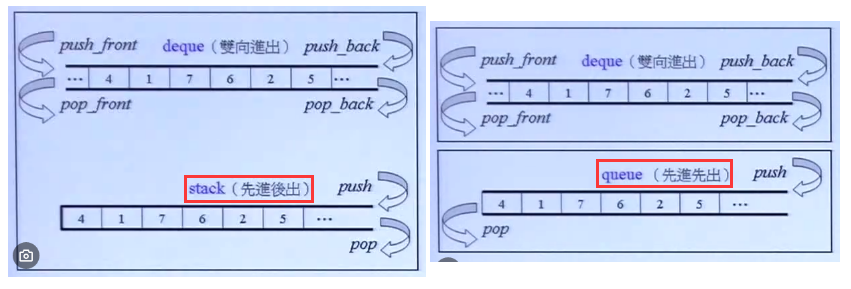 push_front deque（雙向進出） push_back
… 4 1 7 6 2 5 …
pop_front pop_back
stack（先進後出） push
4 1 7 6 2 5 …
pop
push_front deque（雙向進出） push_back
… 4 1 7 6 2 5 …
pop_front pop_back
queue （先進先出） push
4 1 7 6 2 5 …
pop